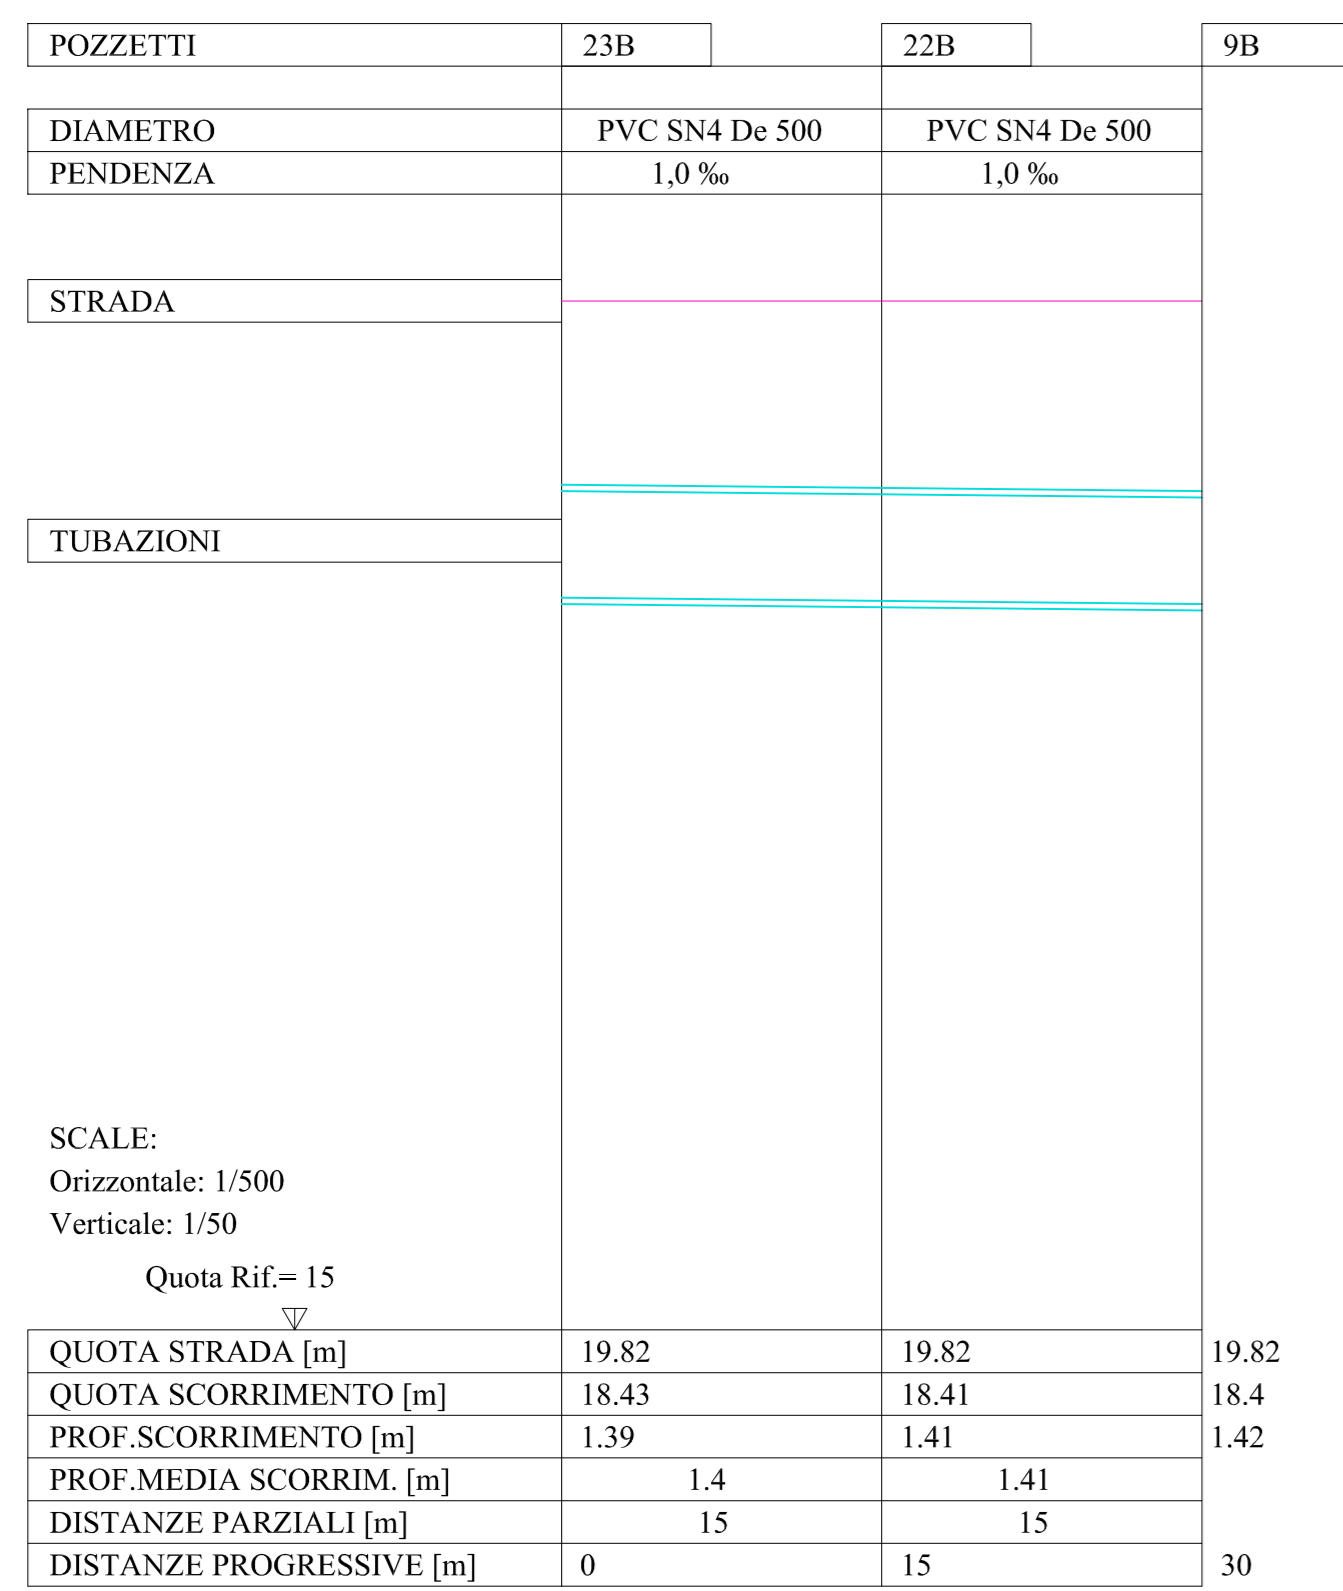 POZZETTI 23B 22B 9B
DIAMETRO PVC SN4 De 500 PVC SN4 De 500
PENDENZA 1,0 ‰ 1,0 ‰
STRADA
TUBAZIONI
SCALE:
Orizzontale: 1/500
Verticale: 1/50
Quota Rif.= 15
QUOTA STRADA [m] 19.82 19.82 19.82
QUOTA SCORRIMENTO [m] 18.43 18.41 18.4
PROF.SCORRIMENTO [m] 1.39 1.41 1.42
PROF.MEDIA SCORRIM. [m] 1.4 1.41
DISTANZE PARZIALI [m] 15 15
DISTANZE PROGRESSIVE [m] 0 15 30